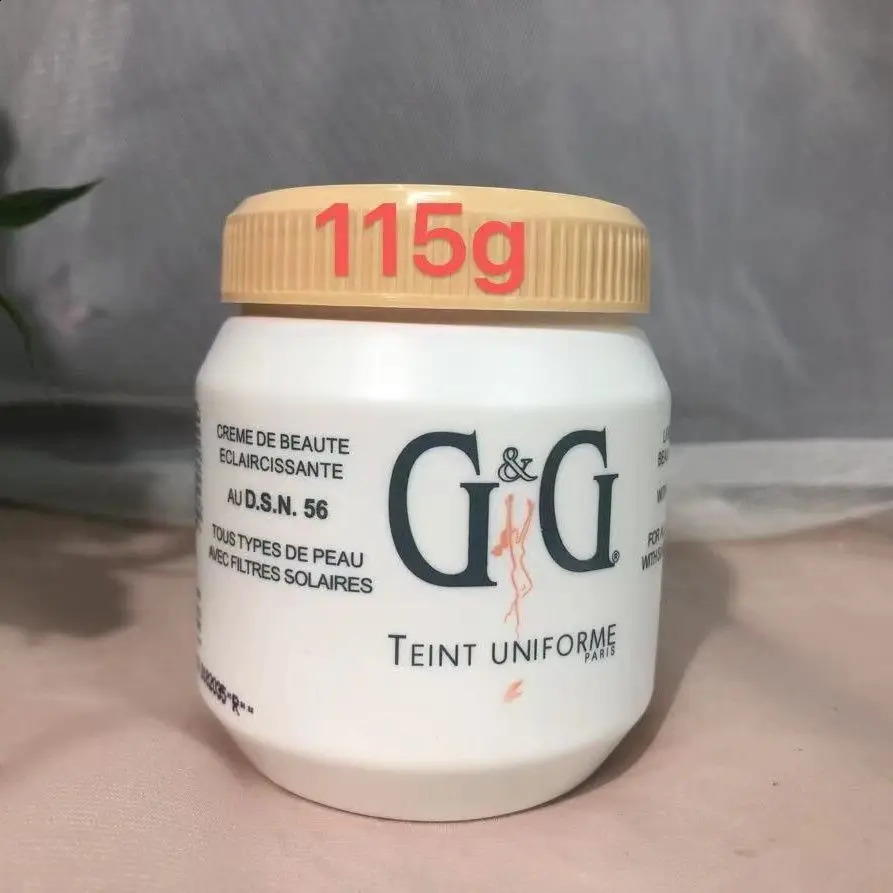 115g
CREME DE BEAUTE
ECLAIRCISSANTE
AU D.S.N. 56
TOUS TYPES DE PEAU
AVEC FILTRES SOLAIRES
G&G®
TEINT UNIFORME
PARIS